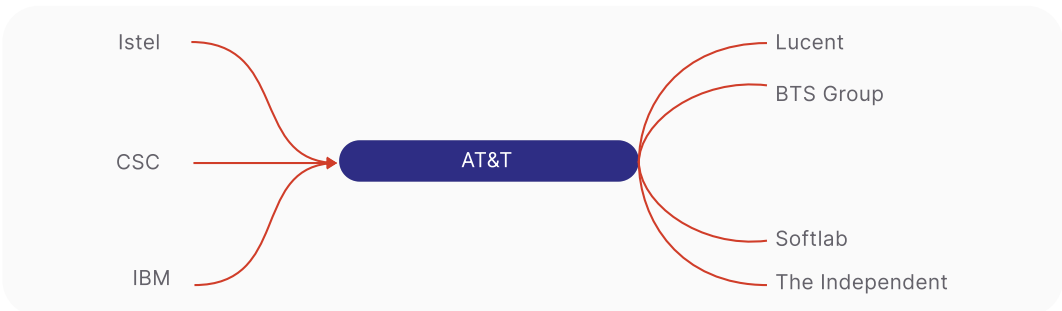 Istel
CSC
IBM
AT&T
Lucent
BTS Group
Softlab
The Independent